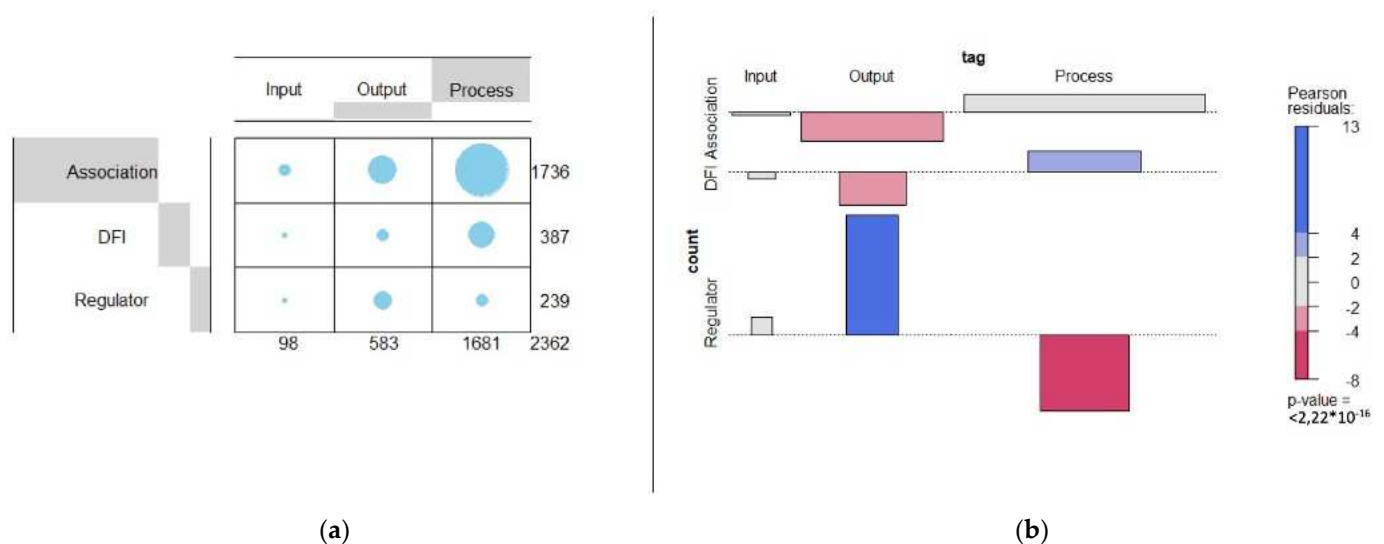 Input Output Process
Association 1736
DFI 387
Regulator 239
98 583 1681 2362
(a)
tag
Input Output Process
Association
DFI
Regulator
count
Pearson
residuals:
13
4
2
0
-2
-4
-8
p-value =
<2,22*10-16
(b)